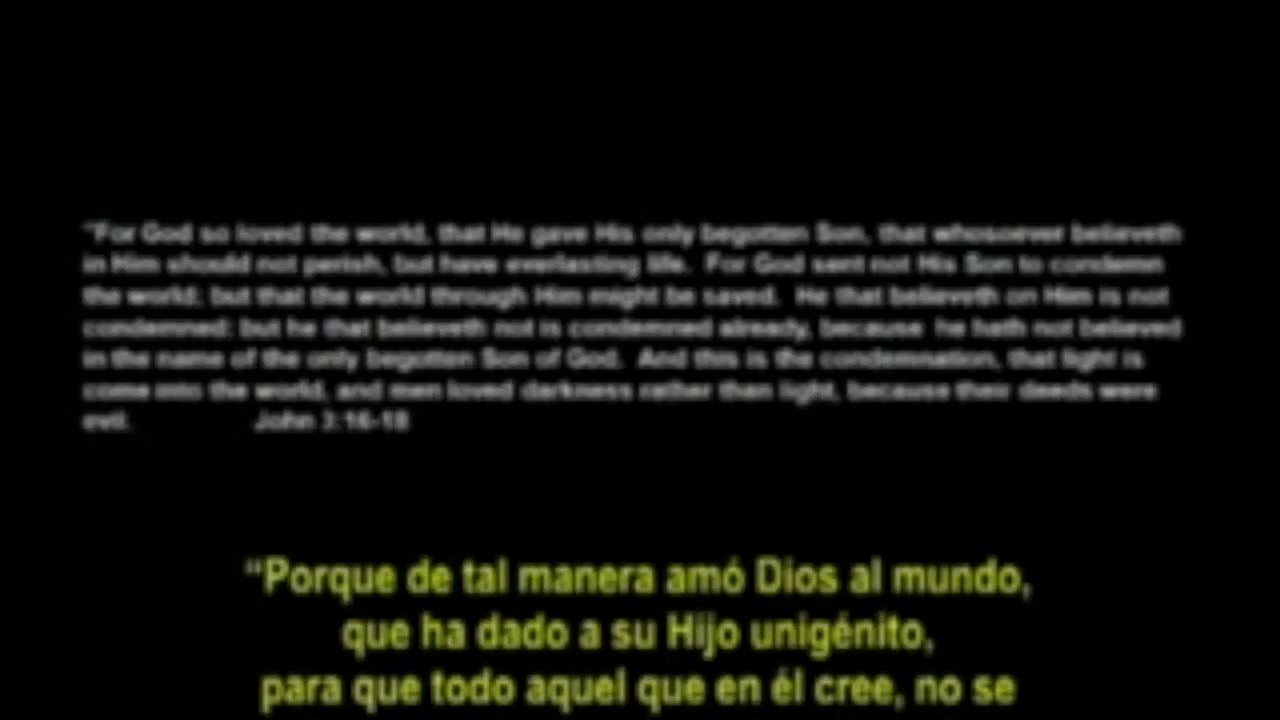 "For God so loved the world, that He gave His only begotten Son, that whosoever believeth
in Him should not perish, but have everlasting life. For God sent not His Son to condemn
the world; but that the world through Him might be saved. He that believeth on Him is not
condemned: but he that believeth not is condemned already, because he hath not believed
in the name of the only begotten Son of God. And this is the condemnation, that light is
come into the world, and men loved darkness rather than light, because their deeds were
evil. John 3:16-18
“Porque de tal manera amó Dios al mundo,
que ha dado a su Hijo unigénito,
para que todo aquel que en él cree, no se